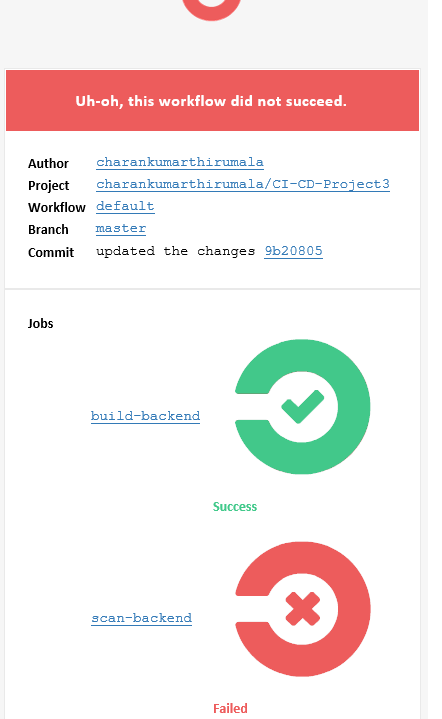 Uh-oh, this workflow did not succeed.
Author charankumarthirumala
Project charankumarthirumala/CI-CD-Project3
Workflow default
Branch master
Commit updated the changes 9b20805
Jobs
build-backend
Success
scan-backend
Failed